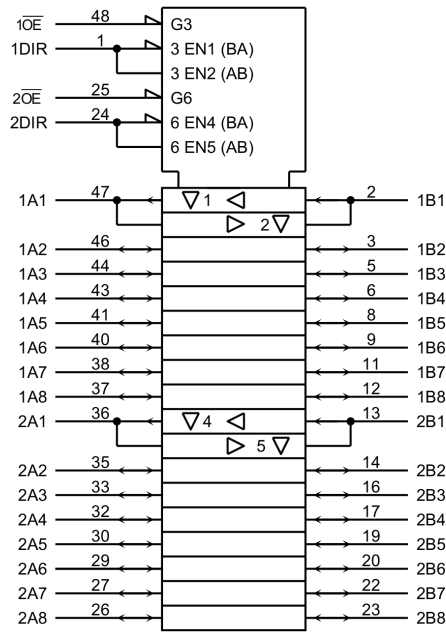 1O̅E̅ 48 G3
1DIR 1 3 EN1 (BA)
3 EN2 (AB)
2O̅E̅ 25 G6
2DIR 24 6 EN4 (BA)
6 EN5 (AB)
1A1 47 1 2 1B1
2
1A2 46 3 1B2
1A3 44 5 1B3
1A4 43 6 1B4
1A5 41 8 1B5
1A6 40 9 1B6
1A7 38 11 1B7
1A8 37 12 1B8
2A1 36 4 13 2B1
5
2A2 35 14 2B2
2A3 33 16 2B3
2A4 32 17 2B4
2A5 30 19 2B5
2A6 29 20 2B6
2A7 27 22 2B7
2A8 26 23 2B8